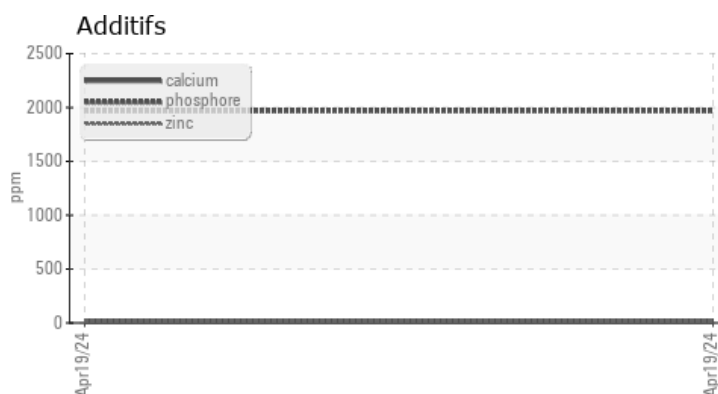 Additifs
2500
2000
1500
1000
500
0
ppm
calcium
phosphore
zinc
Apr19/24
Apr19/24